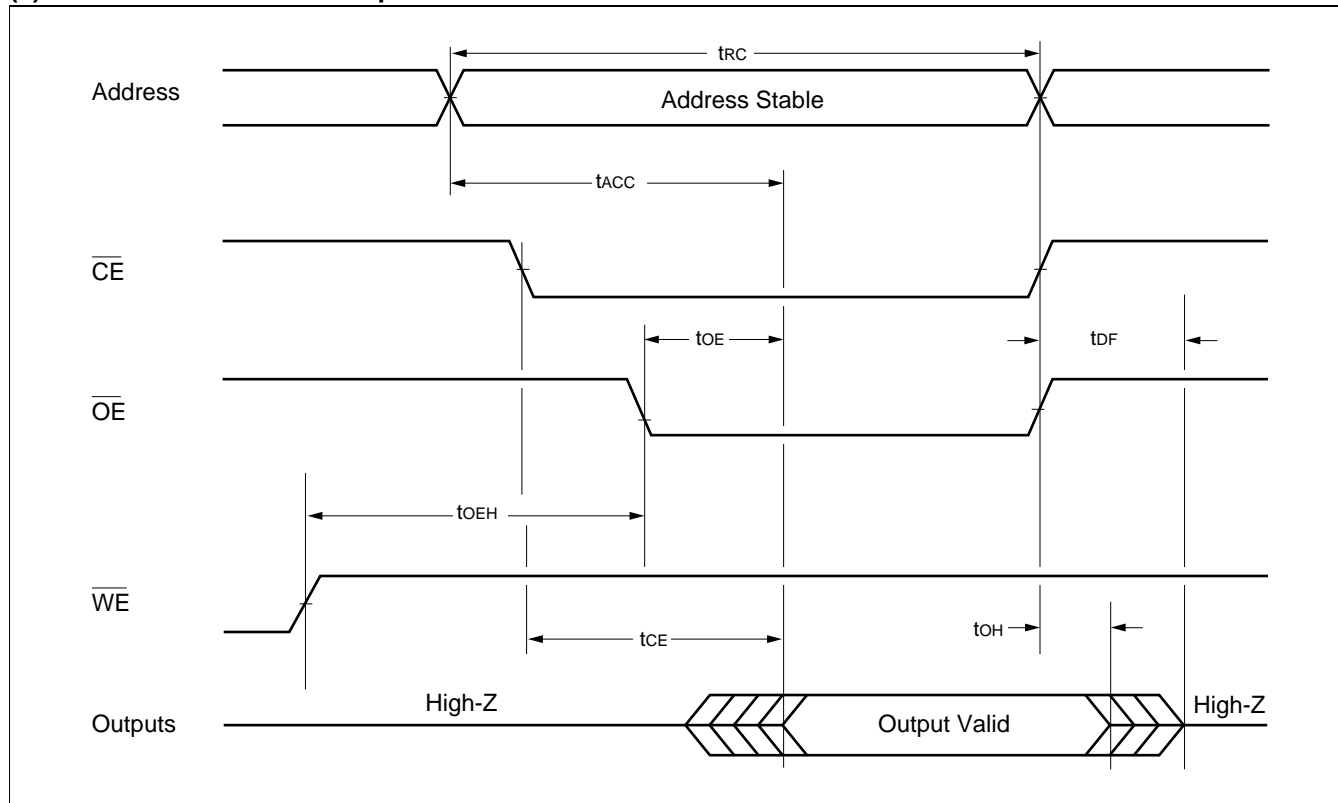 tRC
Address
Address Stable
tACC
CE
tOE
tDF
OE
tOEH
WE
tCE
tOH
High-Z
High-Z
Outputs
Output Valid